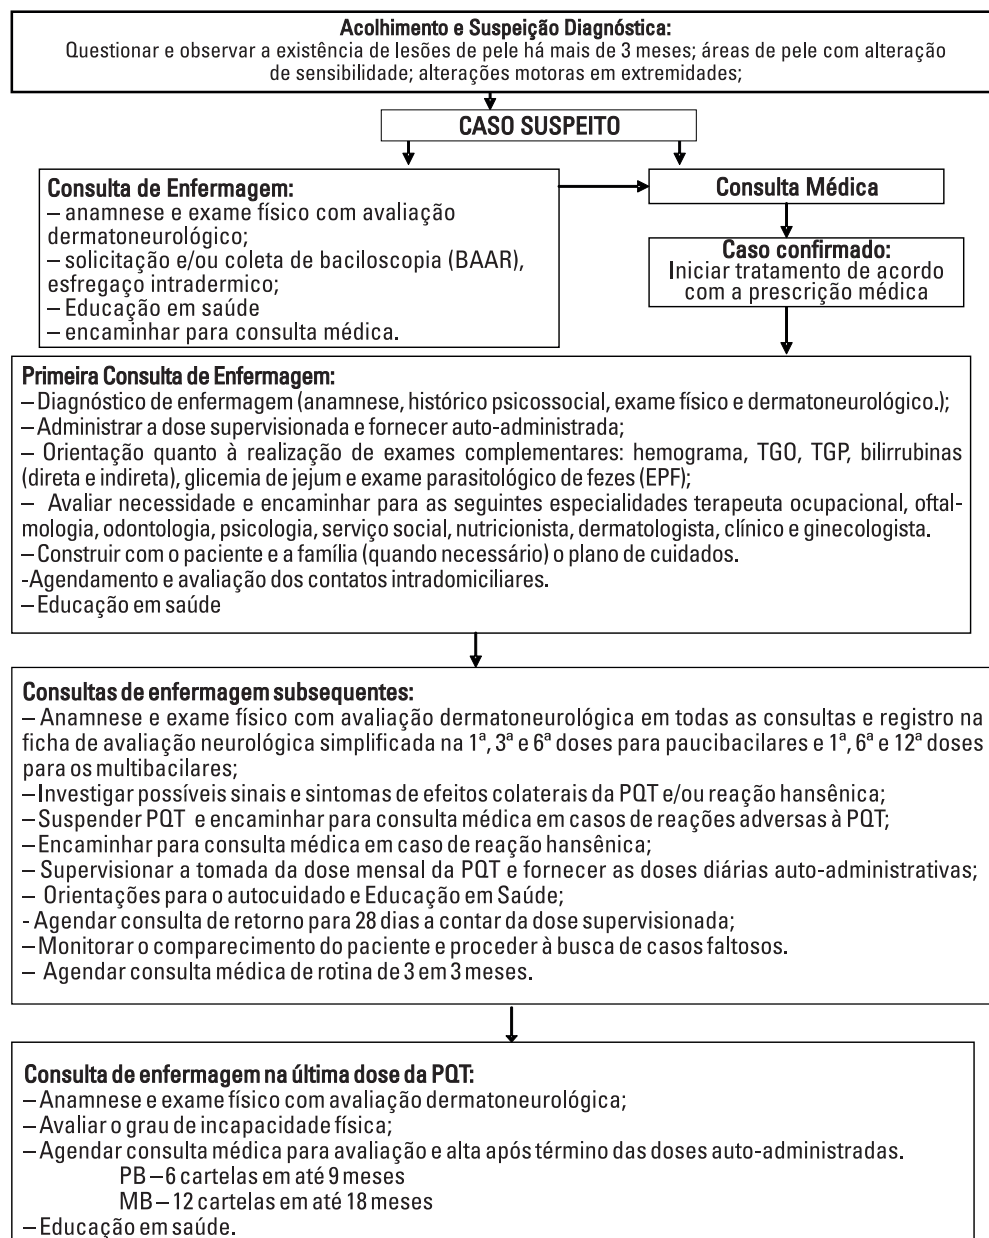 Acolhimento e Suspeição Diagnóstica:
Questionar e observar a existência de lesões de pele há mais de 3 meses; áreas de pele com alteração
de sensibilidade; alterações motoras em extremidades;
CASO SUSPEITO
Consulta de Enfermagem:
– anamnese e exame físico com avaliação
dermatoneurológico;
– solicitação e/ou coleta de baciloscopia (BAAR),
esfregaço intradermico;
– Educação em saúde
– encaminhar para consulta médica.
Consulta Médica
Caso confirmado:
Iniciar tratamento de acordo
com a prescrição médica
Primeira Consulta de Enfermagem:
– Diagnóstico de enfermagem (anamnese, histórico psicossocial, exame físico e dermatoneurológico.);
– Administrar a dose supervisionada e fornecer auto-administrada;
– Orientação quanto à realização de exames complementares: hemograma, TGO, TGP, bilirrubinas
(direta e indireta), glicemia de jejum e exame parasitológico de fezes (EPF);
– Avaliar necessidade e encaminhar para as seguintes especialidades terapeuta ocupacional, oftal-
mologia, odontologia, psicologia, serviço social, nutricionista, dermatologista, clínico e ginecologista.
– Construir com o paciente e a família (quando necessário) o plano de cuidados.
-Agendamento e avaliação dos contatos intradomiciliares.
– Educação em saúde
Consultas de enfermagem subsequentes:
– Anamnese e exame físico com avaliação dermatoneurológica em todas as consultas e registro na
ficha de avaliação neurológica simplificada na 1ª, 3ª e 6ª doses para paucibacilares e 1ª, 6ª e 12ª doses
para os multibacilares;
– Investigar possíveis sinais e sintomas de efeitos colaterais da PQT e/ou reação hansênica;
– Suspender PQT e encaminhar para consulta médica em casos de reações adversas à PQT;
– Encaminhar para consulta médica em caso de reação hansênica;
– Supervisionar a tomada da dose mensal da PQT e fornecer as doses diárias auto-administrativas;
– Orientações para o autocuidado e Educação em Saúde;
- Agendar consulta de retorno para 28 dias a contar da dose supervisionada;
– Monitorar o comparecimento do paciente e proceder à busca de casos faltosos.
– Agendar consulta médica de rotina de 3 em 3 meses.
Consulta de enfermagem na última dose da PQT:
– Anamnese e exame físico com avaliação dermatoneurológica;
– Avaliar o grau de incapacidade física;
– Agendar consulta médica para avaliação e alta após término das doses auto-administradas.
PB – 6 cartelas em até 9 meses
MB – 12 cartelas em até 18 meses
– Educação em saúde.